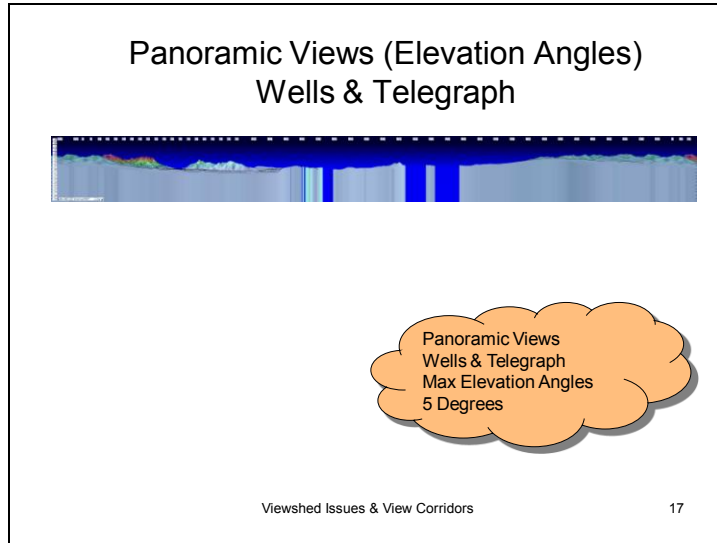 Panoramic Views (Elevation Angles)
Wells & Telegraph
Panoramic Views
Wells & Telegraph
Max Elevation Angles
5 Degrees
Viewshed Issues & View Corridors
17